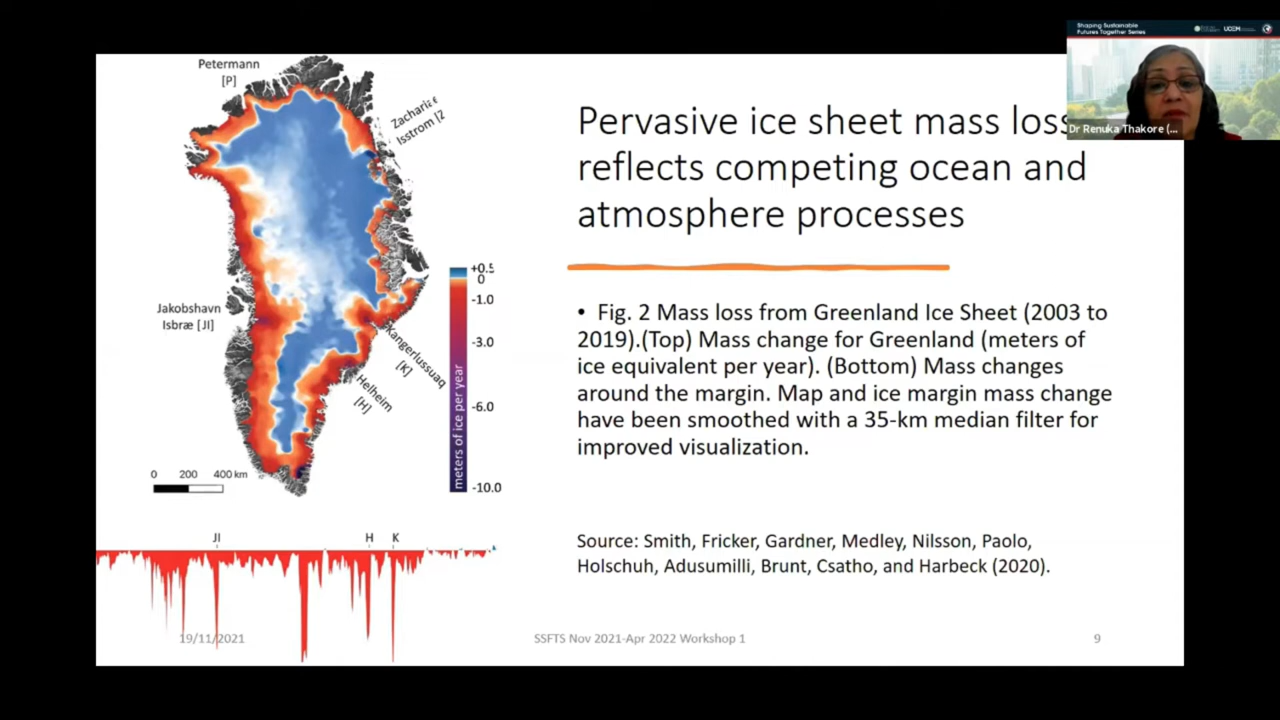 Petermann
[P]
Zachariæ
Isstrom [Z
Jakobshavn
Isbræ [JI]
Kangerlussuaq
[K]
Helheim
[H]
0 200 400 km
+0.5
0
-1.0
-3.0
-6.0
-10.0
meters of ice per year
JI H K
Pervasive ice sheet mass loss
reflects competing ocean and
atmosphere processes
• Fig. 2 Mass loss from Greenland Ice Sheet (2003 to
2019).(Top) Mass change for Greenland (meters of
ice equivalent per year). (Bottom) Mass changes
around the margin. Map and ice margin mass change
have been smoothed with a 35-km median filter for
improved visualization.
Source: Smith, Fricker, Gardner, Medley, Nilsson, Paolo,
Holschuh, Adusumilli, Brunt, Csatho, and Harbeck (2020).
19/11/2021
SSFTS Nov 2021-Apr 2022 Workshop 1
9
Shaping Sustainable
Futures Together Series
UCEM
Dr Renuka Thakore (...